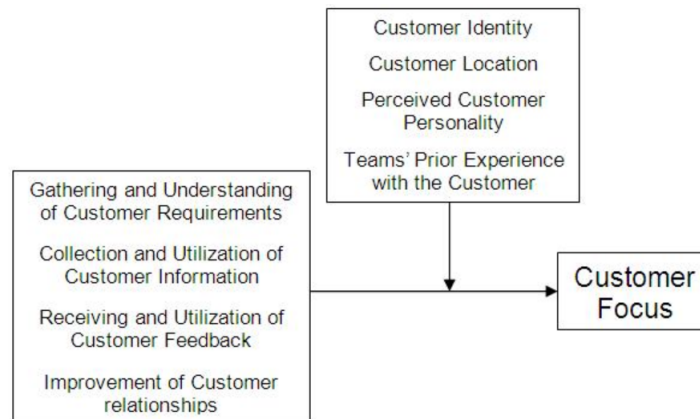 Customer Identity
Customer Location
Perceived Customer
Personality
Teams' Prior Experience
with the Customer
Gathering and Understanding
of Customer Requirements
Collection and Utilization of
Customer Information
Receiving and Utilization of
Customer Feedback
Improvement of Customer
relationships
Customer
Focus